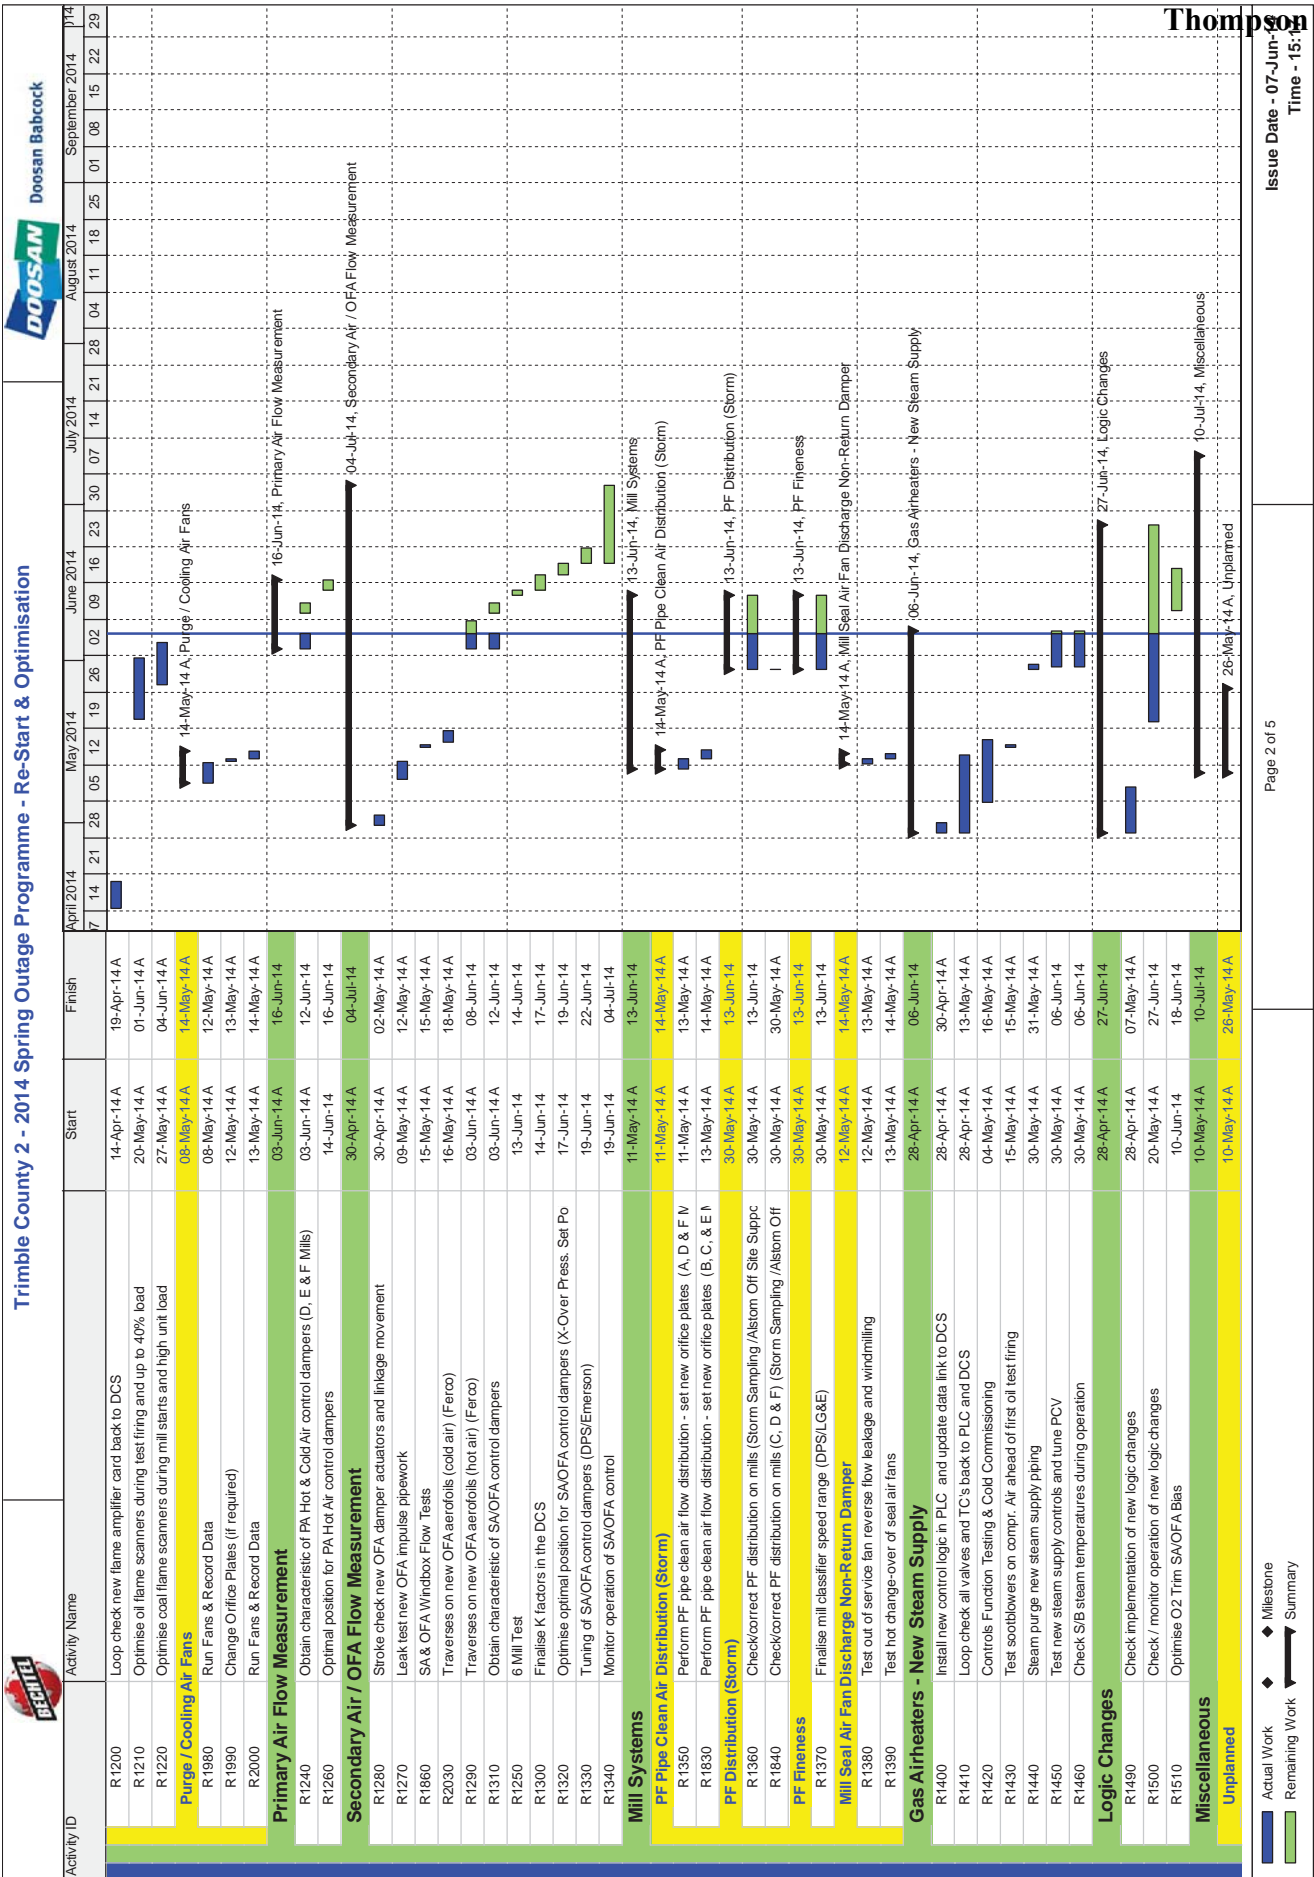 Thompson
BECHTEL
Trimble County 2 - 2014 Spring Outage Programme - Re-Start & Optimisation
DOOSAN Doosan Babcock
Activity ID Activity Name Start Finish
April 2014 May 2014 June 2014 July 2014 August 2014 September 2014 014
07 14 21 28 05 12 19 26 02 09 16 23 30 07 14 21 28 04 11 18 25 01 08 15 22 29
R1200 Loop check new flame amplifier card back to DCS 14-Apr-14 A 19-Apr-14 A
R1210 Optimise oil flame scanners during test firing and up to 40% load 20-May-14 A 01-Jun-14 A
R1220 Optimise coal flame scanners during mill starts and high unit load 27-May-14 A 04-Jun-14 A
Purge / Cooling Air Fans 08-May-14 A 14-May-14 A 14-May-14 A, Purge / Cooling Air Fans
R1980 Run Fans & Record Data 08-May-14 A 12-May-14 A
R1990 Change Orifice Plates (if required) 12-May-14 A 13-May-14 A
R2000 Run Fans & Record Data 13-May-14 A 14-May-14 A
Primary Air Flow Measurement 03-Jun-14 A 16-Jun-14 16-Jun-14, Primary Air Flow Measurement
R1240 Obtain characteristic of PA Hot & Cold Air control dampers (D, E & F Mills) 03-Jun-14 A 12-Jun-14
R1260 Optimal position for PA Hot Air control dampers 14-Jun-14 16-Jun-14
Secondary Air / OFA Flow Measurement 30-Apr-14 A 04-Jul-14 04-Jul-14, Secondary Air / OFA Flow Measurement
R1280 Stroke check new OFA damper actuators and linkage movement 30-Apr-14 A 02-May-14 A
R1270 Leak test new OFA impulse pipework 09-May-14 A 12-May-14 A
R1860 SA & OFA Windbox Flow Tests 15-May-14 A 15-May-14 A
R2030 Traverses on new OFA aerofoils (cold air) (Ferco) 16-May-14 A 18-May-14 A
R1290 Traverses on new OFA aerofoils (hot air) (Ferco) 03-Jun-14 A 08-Jun-14
R1310 Obtain characteristic of SA/OFA control dampers 03-Jun-14 A 12-Jun-14
R1250 6 Mill Test 13-Jun-14 14-Jun-14
R1300 Finalise K factors in the DCS 14-Jun-14 17-Jun-14
R1320 Optimise optimal position for SA/OFA control dampers (X-Over Press. Set Po 17-Jun-14 19-Jun-14
R1330 Tuning of SA/OFA control dampers (DPS/Emerson) 19-Jun-14 22-Jun-14
R1340 Monitor operation of SA/OFA control 19-Jun-14 04-Jul-14
Mill Systems 11-May-14 A 13-Jun-14 13-Jun-14, Mill Systems
PF Pipe Clean Air Distribution (Storm) 11-May-14 A 14-May-14 A 14-May-14 A, PF Pipe Clean Air Distribution (Storm)
R1350 Perform PF pipe clean air flow distribution - set new orifice plates (A, D & F M 11-May-14 A 13-May-14 A
R1830 Perform PF pipe clean air flow distribution - set new orifice plates (B, C, & E M 13-May-14 A 14-May-14 A
PF Distribution (Storm) 30-May-14 A 13-Jun-14 13-Jun-14, PF Distribution (Storm)
R1360 Check/correct PF distribution on mills (Storm Sampling /Alstom Off Site Suppc 30-May-14 A 13-Jun-14
R1840 Check/correct PF distribution on mills (C, D & F) (Storm Sampling /Alstom Off 30-May-14 A 30-May-14 A
PF Fineness 30-May-14 A 13-Jun-14 13-Jun-14, PF Fineness
R1370 Finalise mill classifier speed range (DPS/LG&E) 30-May-14 A 13-Jun-14
Mill Seal Air Fan Discharge Non-Return Damper 12-May-14 A 14-May-14 A 14-May-14 A, Mill Seal Air Fan Discharge Non-Return Damper
R1380 Test out of service fan reverse flow leakage and windmilling 12-May-14 A 13-May-14 A
R1390 Test hot change-over of seal air fans 13-May-14 A 14-May-14 A
Gas Airheaters - New Steam Supply 28-Apr-14 A 06-Jun-14 06-Jun-14, Gas Airheaters - New Steam Supply
R1400 Install new control logic in PLC and update data link to DCS 28-Apr-14 A 30-Apr-14 A
R1410 Loop check all valves and TC's back to PLC and DCS 28-Apr-14 A 13-May-14 A
R1420 Controls Function Testing & Cold Commissioning 04-May-14 A 16-May-14 A
R1430 Test sootblowers on compr. Air ahead of first oil test firing 15-May-14 A 15-May-14 A
R1440 Steam purge new steam supply piping 30-May-14 A 31-May-14 A
R1450 Test new steam supply controls and tune PCV 30-May-14 A 06-Jun-14
R1460 Check S/B steam temperatures during operation 30-May-14 A 06-Jun-14
Logic Changes 28-Apr-14 A 27-Jun-14 27-Jun-14, Logic Changes
R1490 Check implementation of new logic changes 28-Apr-14 A 07-May-14 A
R1500 Check / monitor operation of new logic changes 20-May-14 A 27-Jun-14
R1510 Optimise O2 Trim SA/OFA Bias 10-Jun-14 18-Jun-14
Miscellaneous 10-May-14 A 10-Jul-14 10-Jul-14, Miscellaneous
Unplanned 10-May-14 A 26-May-14 A 26-May-14 A, Unplanned
Actual Work Milestone
Remaining Work Summary
Page 2 of 5
Issue Date - 07-Jun-
Time - 15: